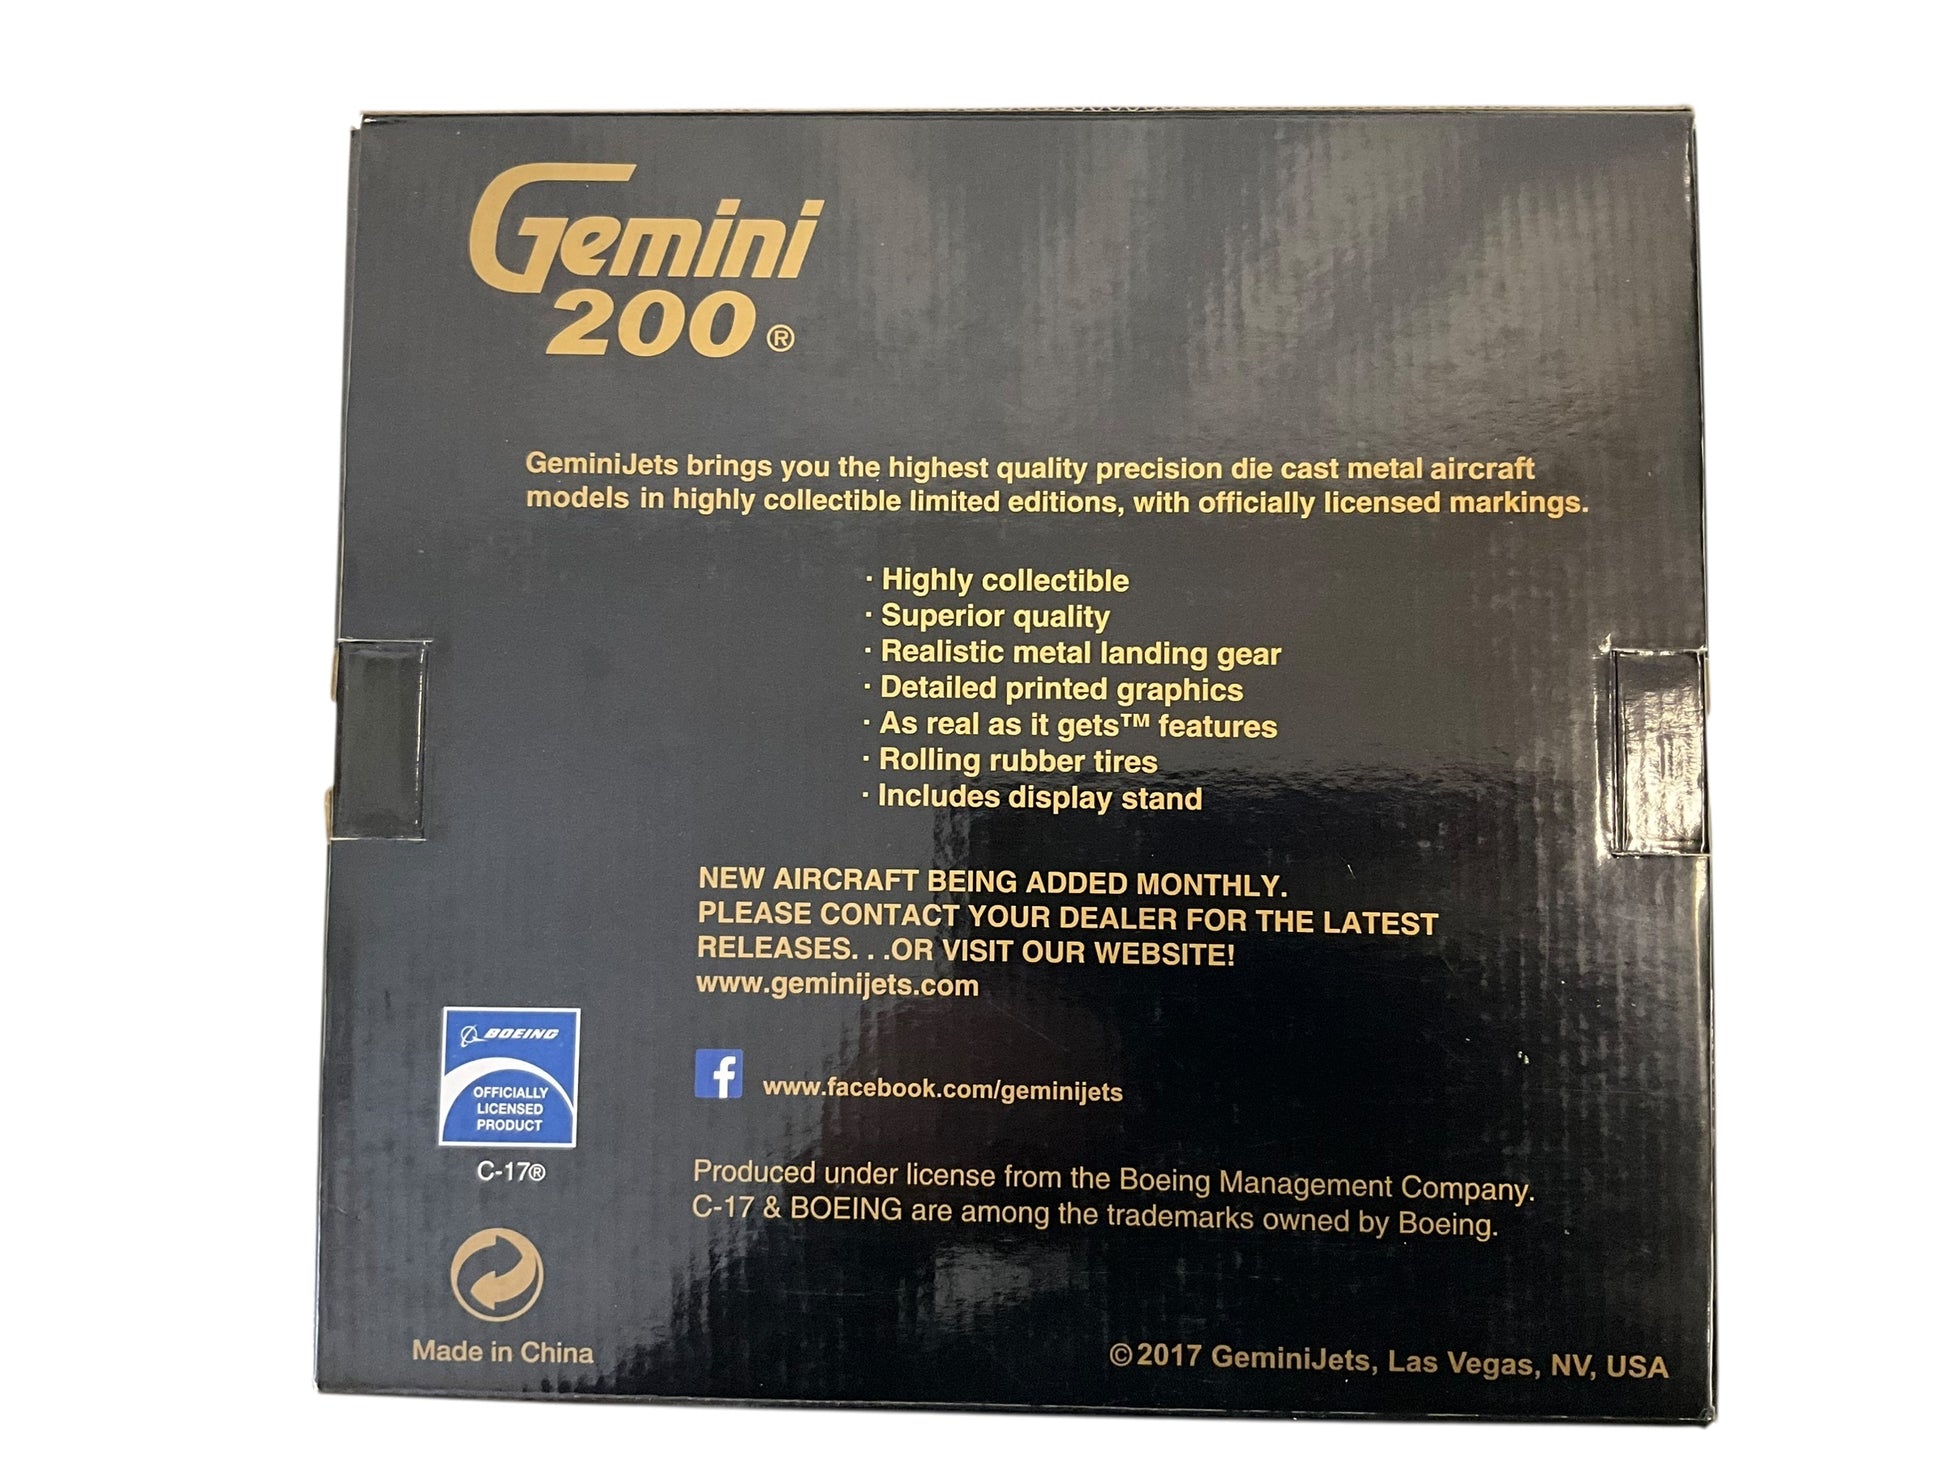 Gemini
200®
GeminiJets brings you the highest quality precision die cast metal aircraft
models in highly collectible limited editions, with officially licensed markings.
· Highly collectible
· Superior quality
· Realistic metal landing gear
· Detailed printed graphics
· As real as it gets™ features
· Rolling rubber tires
· Includes display stand
NEW AIRCRAFT BEING ADDED MONTHLY.
PLEASE CONTACT YOUR DEALER FOR THE LATEST
RELEASES. . .OR VISIT OUR WEBSITE!
www.geminijets.com
BOEING
OFFICIALLY
LICENSED
PRODUCT
C-17®
f www.facebook.com/geminijets
Produced under license from the Boeing Management Company.
C-17 & BOEING are among the trademarks owned by Boeing.
Made in China
©2017 GeminiJets, Las Vegas, NV, USA